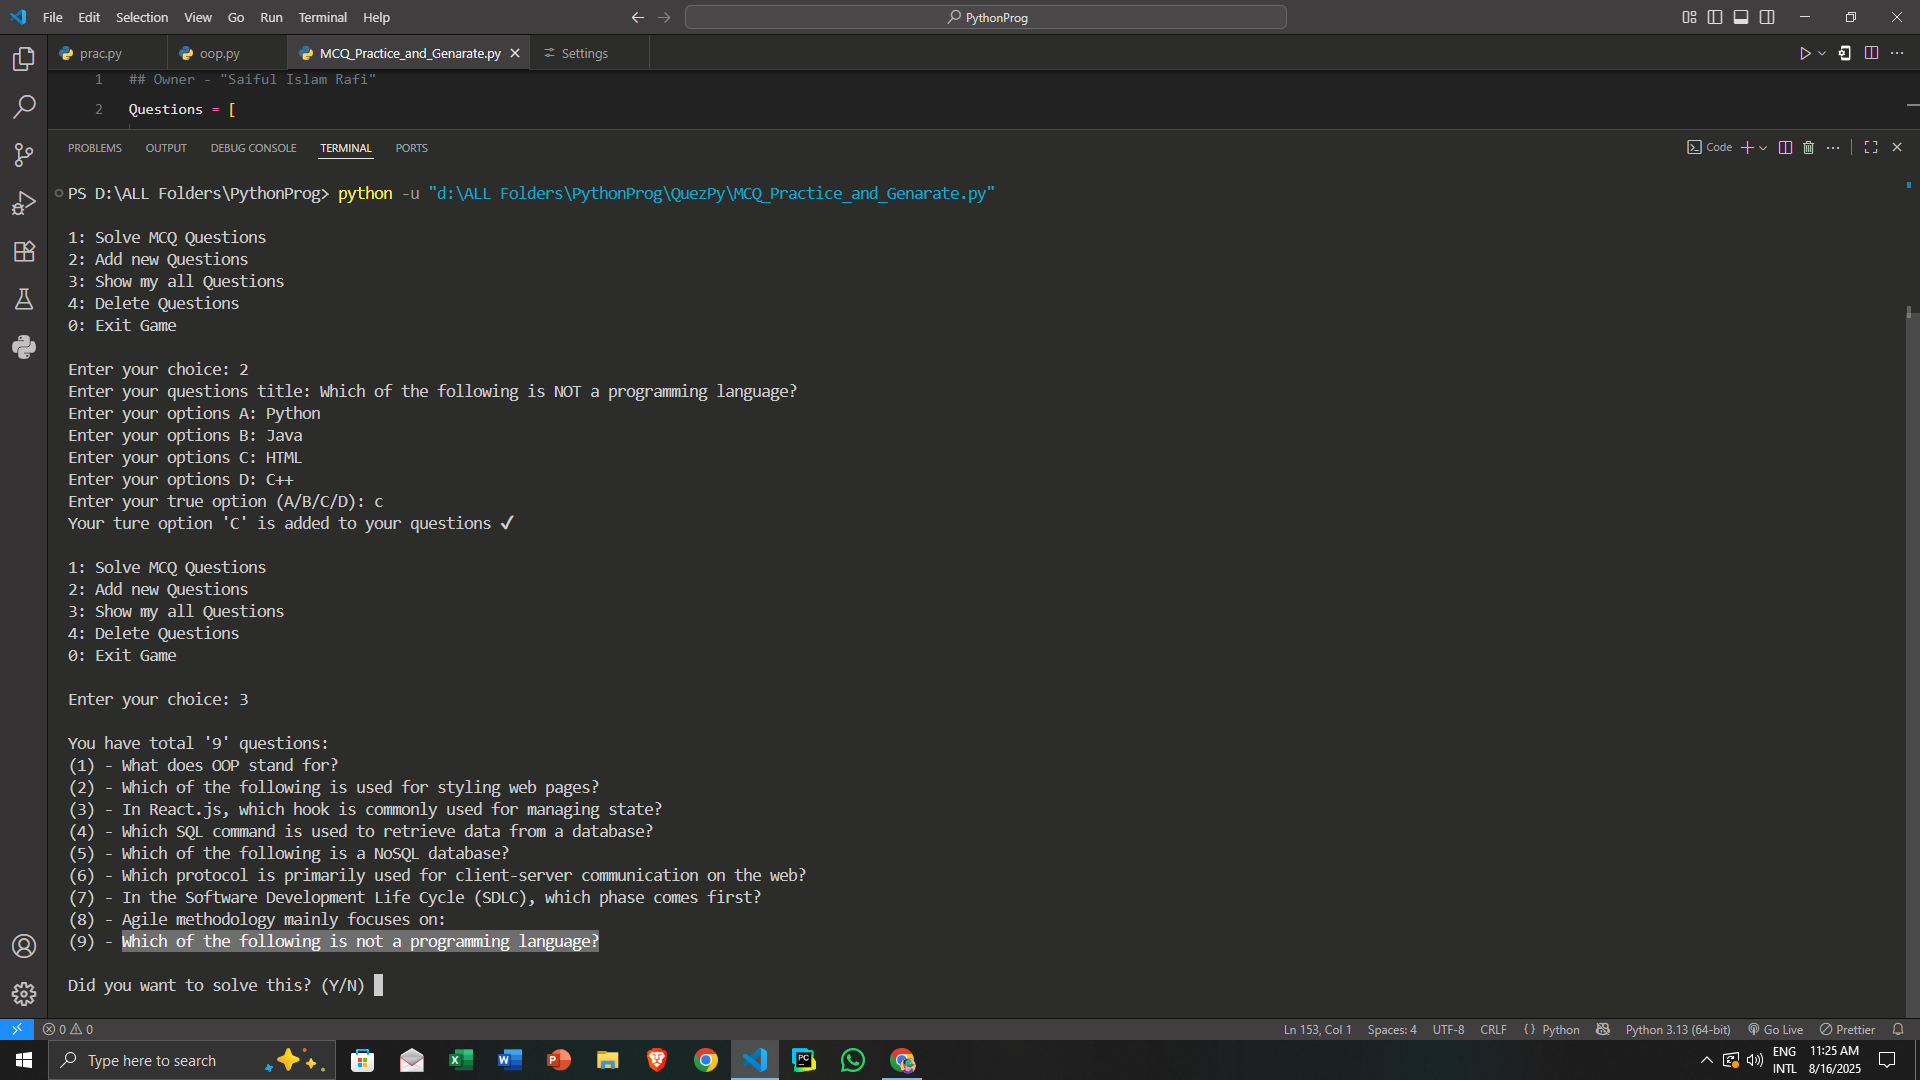 File Edit Selection View Go Run Terminal Help
PythonProg
prac.py oop.py MCQ_Practice_and_Genarate.py Settings
1 ## Owner - "Saiful Islam Rafi"
2 Questions = [
PROBLEMS OUTPUT DEBUG CONSOLE TERMINAL PORTS
Code
PS D:\ALL Folders\PythonProg> python -u "d:\ALL Folders\PythonProg\QuezPy\MCQ_Practice_and_Genarate.py"
1: Solve MCQ Questions
2: Add new Questions
3: Show my all Questions
4: Delete Questions
0: Exit Game
Enter your choice: 2
Enter your questions title: Which of the following is NOT a programming language?
Enter your options A: Python
Enter your options B: Java
Enter your options C: HTML
Enter your options D: C++
Enter your true option (A/B/C/D): c
Your ture option 'C' is added to your questions ✓
1: Solve MCQ Questions
2: Add new Questions
3: Show my all Questions
4: Delete Questions
0: Exit Game
Enter your choice: 3
You have total '9' questions:
(1) - What does OOP stand for?
(2) - Which of the following is used for styling web pages?
(3) - In React.js, which hook is commonly used for managing state?
(4) - Which SQL command is used to retrieve data from a database?
(5) - Which of the following is a NoSQL database?
(6) - Which protocol is primarily used for client-server communication on the web?
(7) - In the Software Development Life Cycle (SDLC), which phase comes first?
(8) - Agile methodology mainly focuses on:
(9) - Which of the following is not a programming language?
Did you want to solve this? (Y/N)
0 0
Ln 153, Col 1 Spaces: 4 UTF-8 CRLF {} Python Python 3.13 (64-bit) Go Live Prettier
Type here to search
ENG
INTL
11:25 AM
8/16/2025